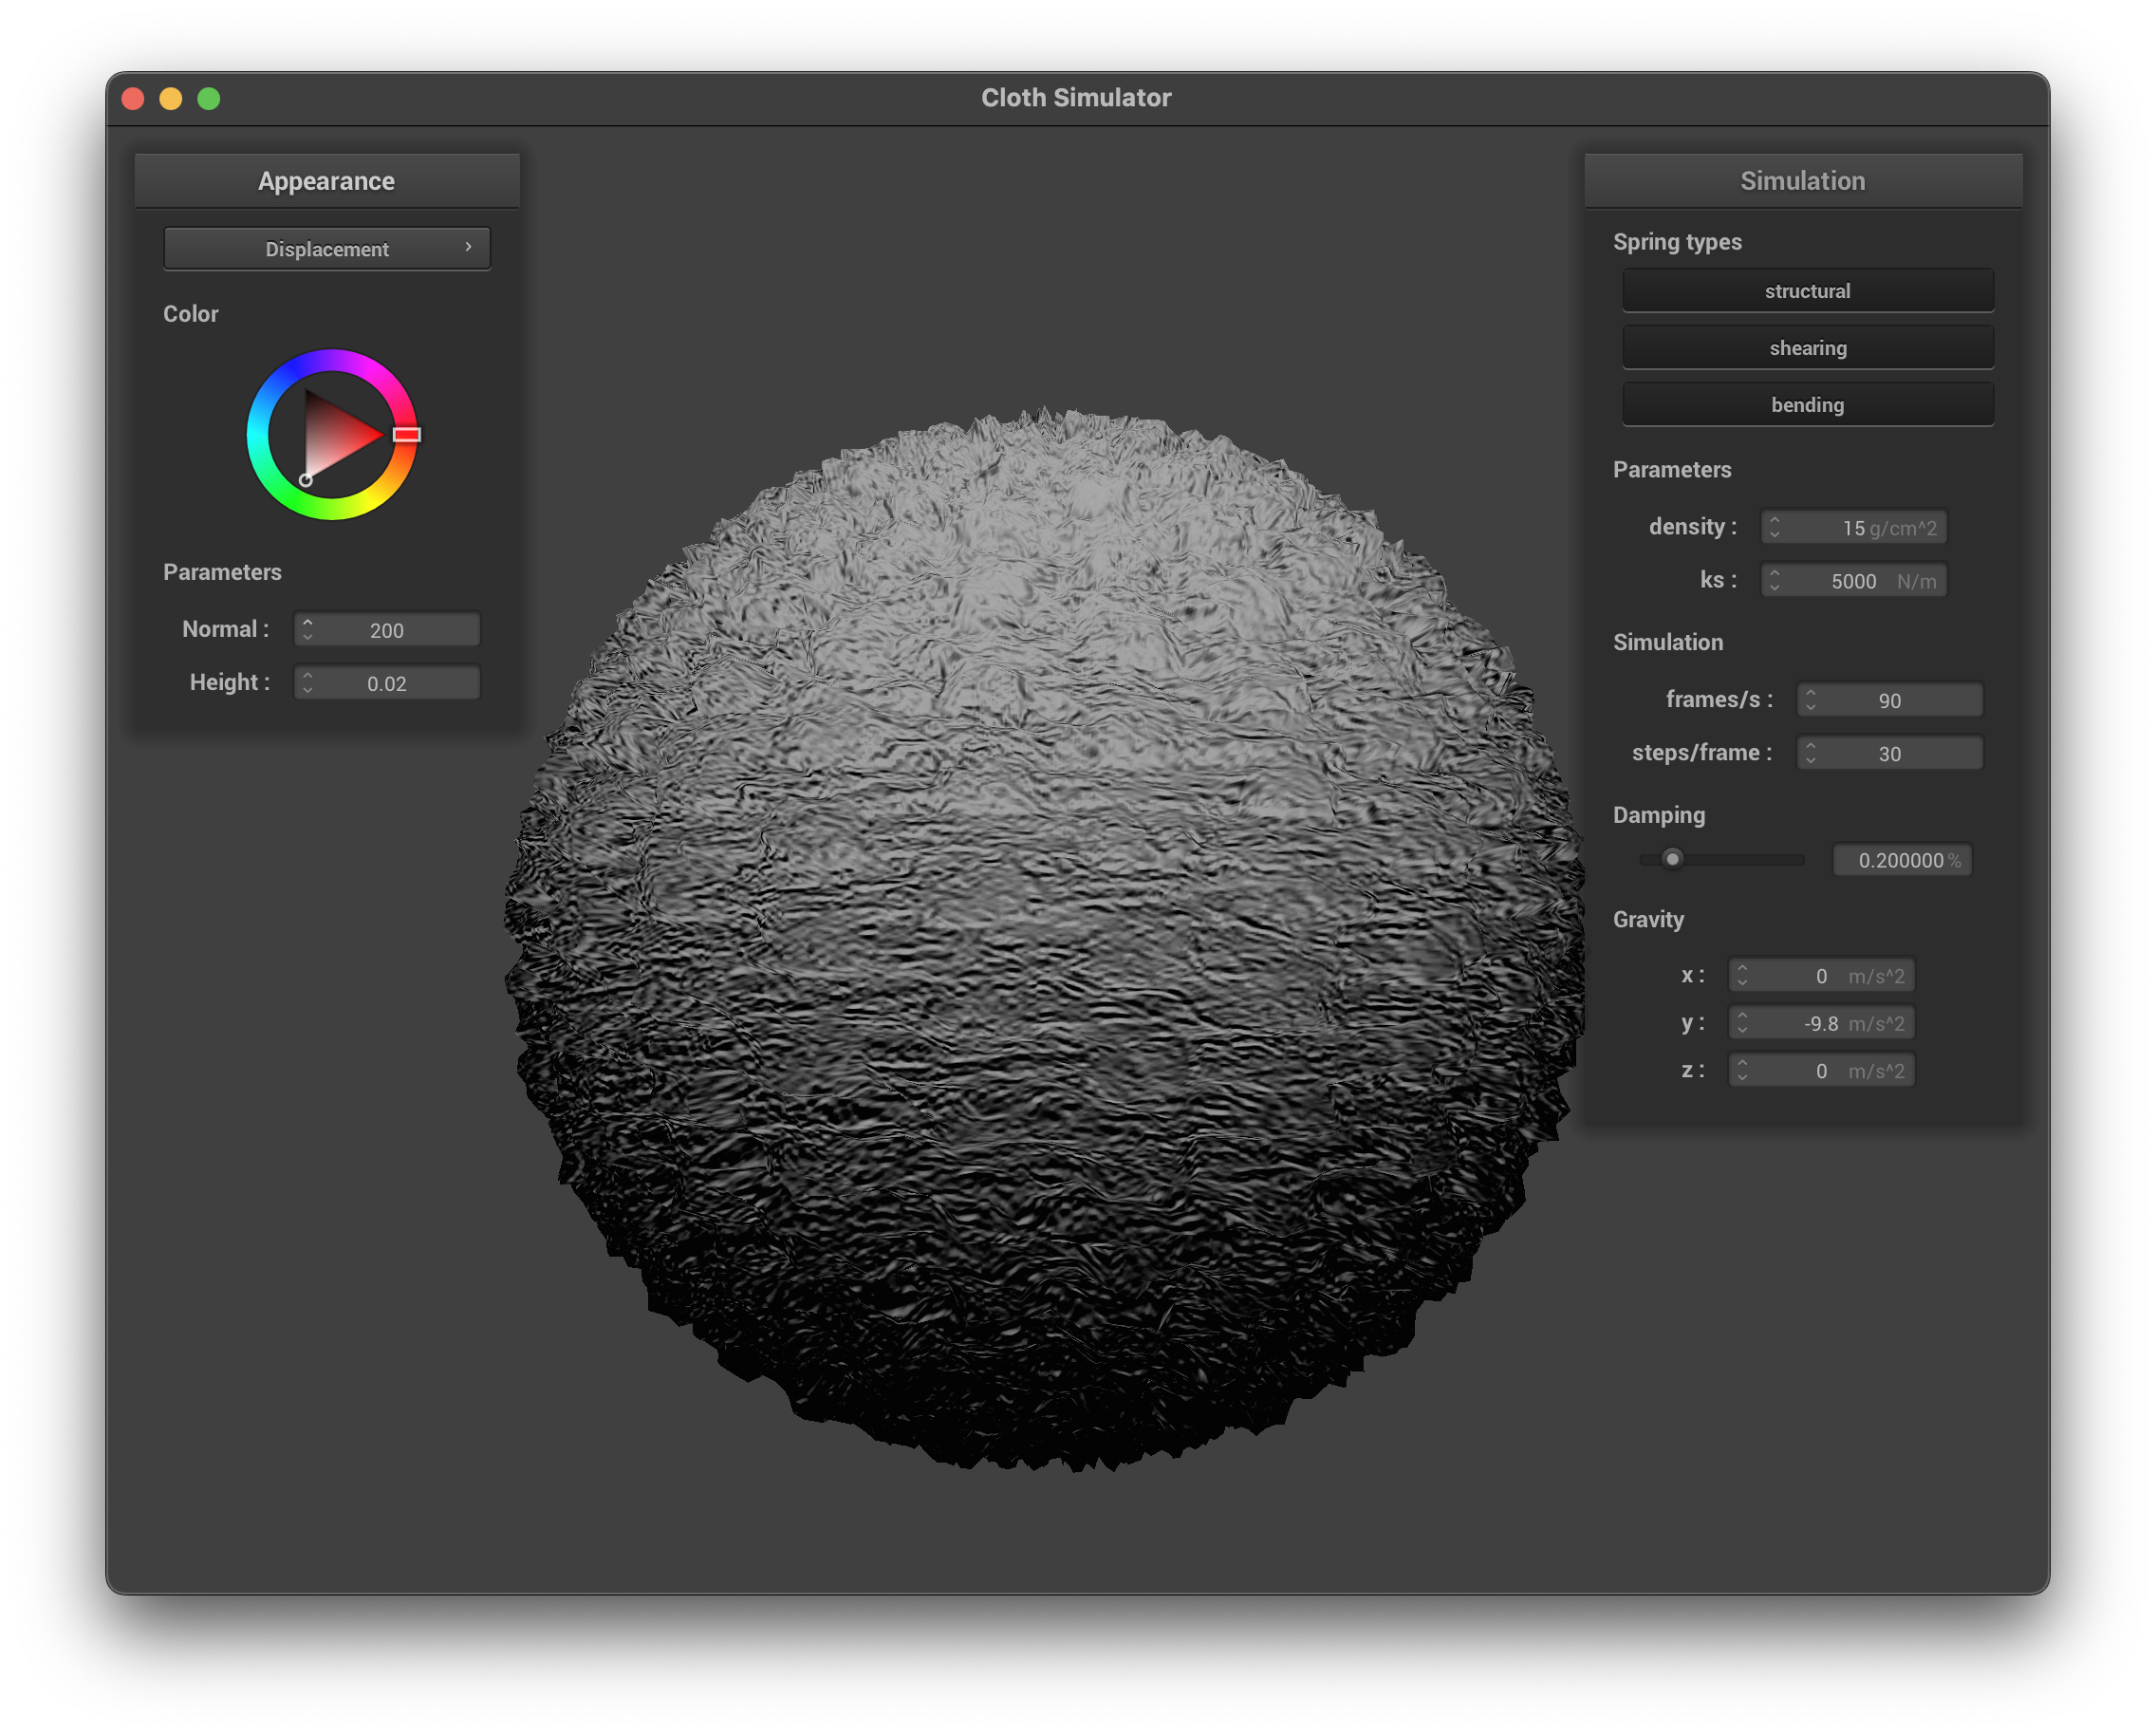 Cloth Simulator
Appearance
Displacement
Color
Parameters
Normal : 200
Height : 0.02
Simulation
Spring types
structural
shearing
bending
Parameters
density : 15 g/cm^2
ks : 5000 N/m
Simulation
frames/s : 90
steps/frame : 30
Damping
0.200000 %
Gravity
x : 0 m/s^2
y : -9.8 m/s^2
z : 0 m/s^2